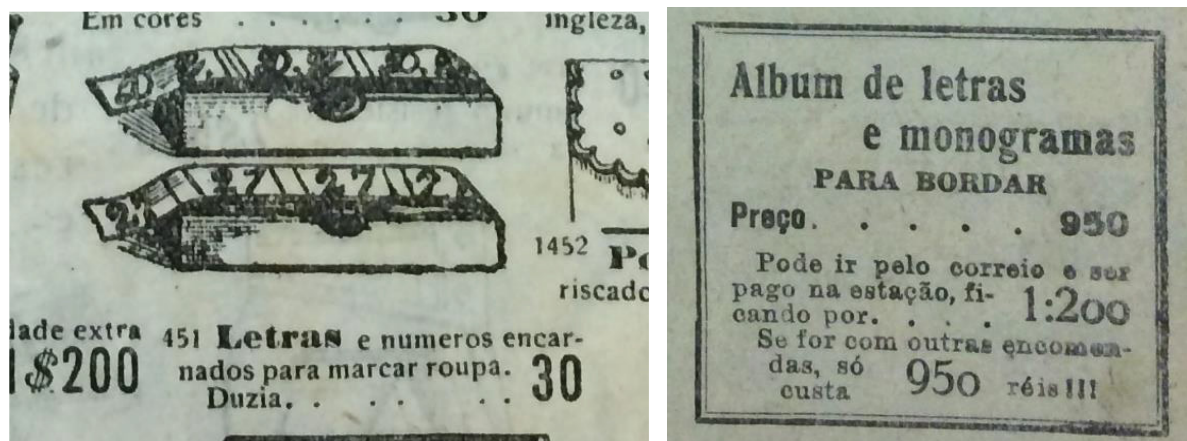 Em cores . . . . . 30
ingleza,
1452
riscado
dade extra
$200
451 Letras e numeros encar-
nados para marcar roupa.
Duzia. . . . . . 30
Album de letras
e monogramas
PARA BORDAR
Preço. . . . . 950
Pode ir pelo correio e ser
pago na estação, fi-
cando por. . . . 1:200
Se for com outras encomen-
das, só
custa 950 réis!!!